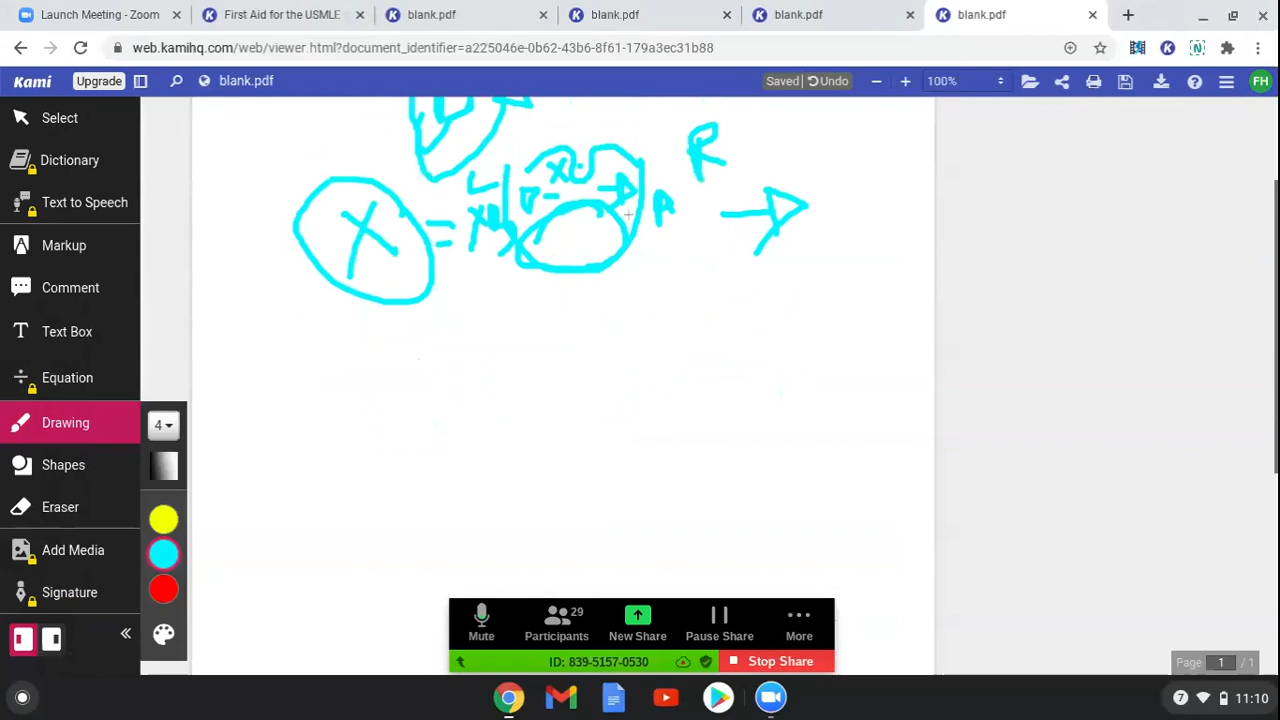 Launch Meeting - Zoom
First Aid for the USMLE
blank.pdf
blank.pdf
blank.pdf
blank.pdf
web.kamihq.com/web/viewer.html?document_identifier=a225046e-0b62-43b6-8f61-179a3ec31b88
Kami
Upgrade
blank.pdf
Saved
Undo
100%
FH
Select
Dictionary
Text to Speech
Markup
Comment
Text Box
Equation
Drawing
Shapes
Eraser
Add Media
Signature
4
R
X
L
X
A
X =
29
Mute
Participants
New Share
Pause Share
More
ID: 839-5157-0530
Stop Share
Page 1 / 1
7
11:10